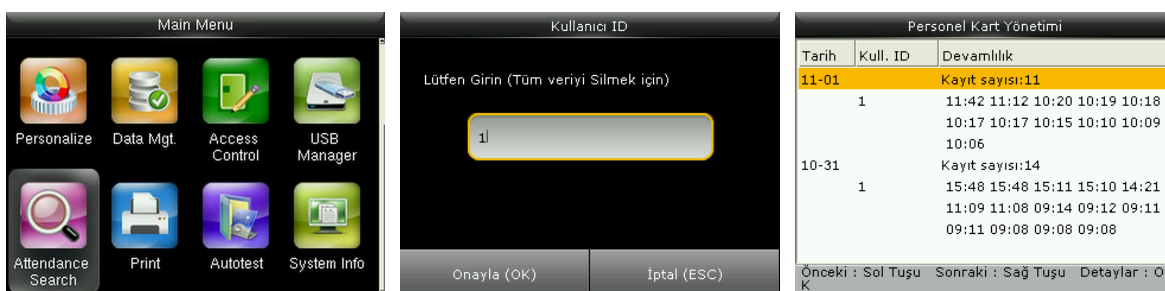 Main Menu
Personalize
Data Mgt.
Access
Control
USB
Manager
Attendance
Search
Print
Autotest
System Info
Kullanıcı ID
Lütfen Girin (Tüm veriyi Silmek için)
1
Onayla (OK)
İptal (ESC)
Personel Kart Yönetimi
Tarih Kull. ID Devamlılık
11-01 Kayıt sayısı:11
1 11:42 11:12 10:20 10:19 10:18
10:17 10:17 10:15 10:10 10:09
10:06
10-31 Kayıt sayısı:14
1 15:48 15:48 15:11 15:10 14:21
11:09 11:08 09:14 09:12 09:11
09:11 09:08 09:08 09:08
Önceki : Sol Tuşu Sonraki : Sağ Tuşu Detaylar : O
K